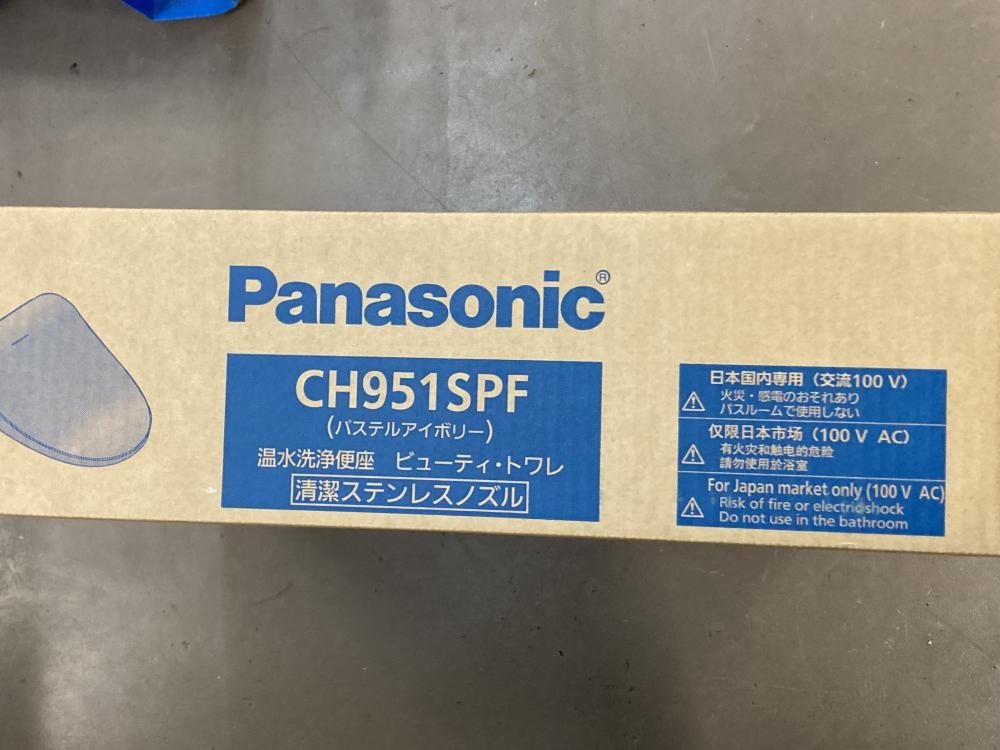 Panasonic®
CH951SPF
(パステルアイボリー)
温水洗浄便座 ビューティ・トワレ
清潔ステンレスノズル
日本国内専用（交流100 V）
火災・感電のおそれあり
バスルームで使用しない
仅限日本市场（100 V AC）
有火灾和触电的危险
請勿使用於浴室
For Japan market only (100 V AC)
Risk of fire or electric shock
Do not use in the bathroom